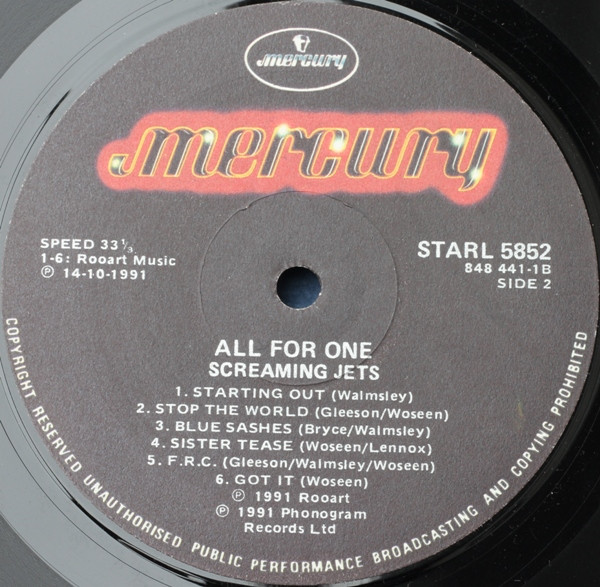 mercury
mercury
SPEED 33⅓
1-6: Rooart Music
℗ 14-10-1991
STARL 5852
848 441-1B
SIDE 2
ALL FOR ONE
SCREAMING JETS
1. STARTING OUT (Walmsley)
2. STOP THE WORLD (Gleeson/Woseen)
3. BLUE SASHES (Bryce/Walmsley)
4. SISTER TEASE (Woseen/Lennox)
5. F.R.C. (Gleeson/Walmsley/Woseen)
6. GOT IT (Woseen)
℗ 1991 Rooart
℗ 1991 Phonogram
Records Ltd
COPYRIGHT RESERVED UNAUTHORISED PUBLIC PERFORMANCE BROADCASTING AND COPYING PROHIBITED